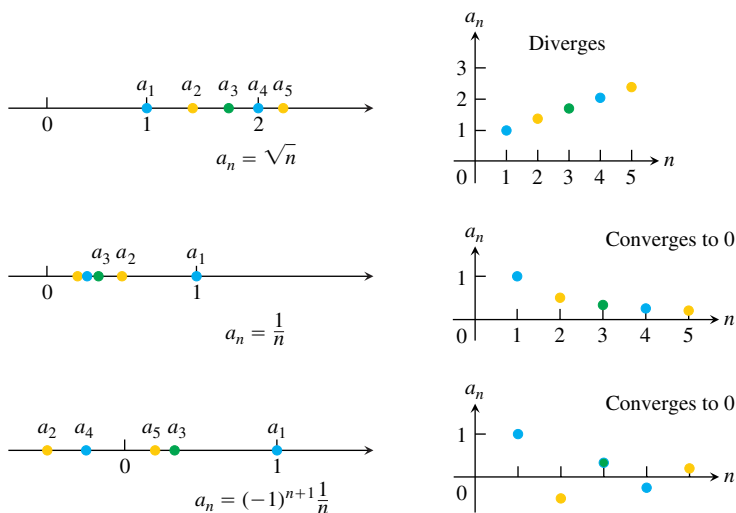 a₁ a₂ a₃ a₄ a₅
0 1 2
aₙ = √n
aₙ
Diverges
3
2
1
0
1 2 3 4 5
n
a₃ a₂ a₁
0 1
aₙ = 1/n
aₙ
Converges to 0
1
0
1 2 3 4 5
n
a₂ a₄ a₅ a₃ a₁
0 1
aₙ = (−1)ⁿ⁺¹ 1/n
aₙ
Converges to 0
1
0
n